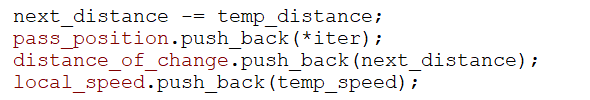 next_distance -= temp_distance;
pass_position.push_back(*iter);
distance_of_change.push_back(next_distance);
local_speed.push_back(temp_speed);